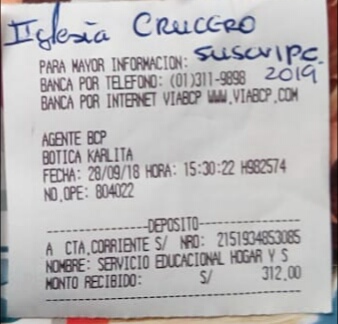 Iglesia CRUCERO
suscripc.
2019
PARA MAYOR INFORMACION:
BANCA POR TELEFONO: (01)311-9898
BANCA POR INTERNET VIABCP WWW.VIABCP.COM
AGENTE BCP
BOTICA KARLITA
FECHA: 28/09/18 HORA: 15:30:22 H982574
NO.OPE: 804022
DEPOSITO
A CTA.CORRIENTE S/ NRO: 2151934853085
NOMBRE: SERVICIO EDUCACIONAL HOGAR Y S
MONTO RECIBIDO: S/ 312.00